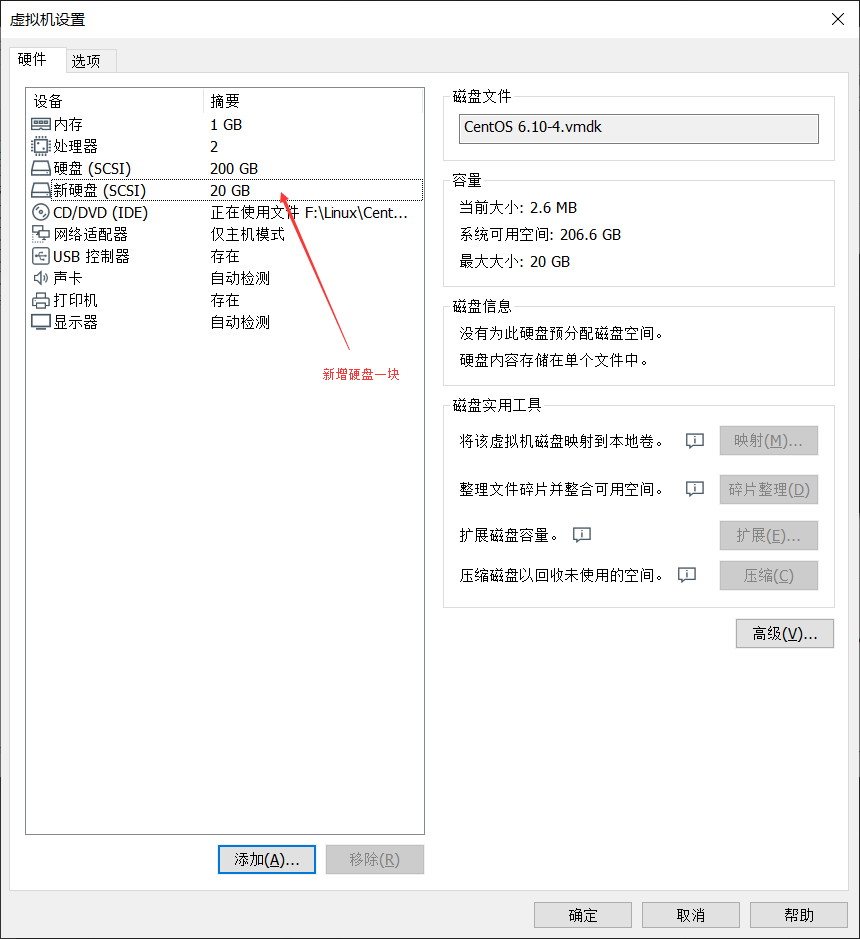 虚拟机设置
硬件 选项
设备 摘要
内存 1 GB
处理器 2
硬盘 (SCSI) 200 GB
新硬盘 (SCSI) 20 GB
CD/DVD (IDE) 正在使用文件 F:\Linux\Cent...
网络适配器 仅主机模式
USB 控制器 存在
声卡 自动检测
打印机 存在
显示器 自动检测
新增硬盘一块
添加(A)... 移除(R)
磁盘文件
CentOS 6.10-4.vmdk
容量
当前大小: 2.6 MB
系统可用空间: 206.6 GB
最大大小: 20 GB
磁盘信息
没有为此硬盘预分配磁盘空间。
硬盘内容存储在单个文件中。
磁盘实用工具
将该虚拟机磁盘映射到本地卷。 映射(M)...
整理文件碎片并整合可用空间。 碎片整理(D)
扩展磁盘容量。 扩展(E)...
压缩磁盘以回收未使用的空间。 压缩(C)
高级(V)...
确定 取消 帮助